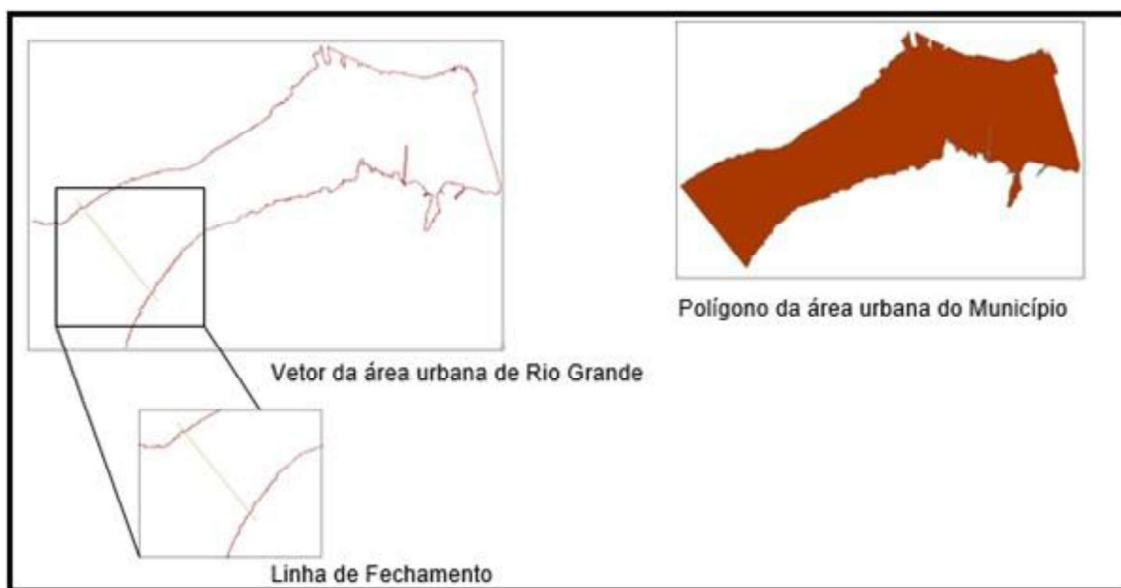 Polígono da área urbana do Município
Vetor da área urbana de Rio Grande
Linha de Fechamento